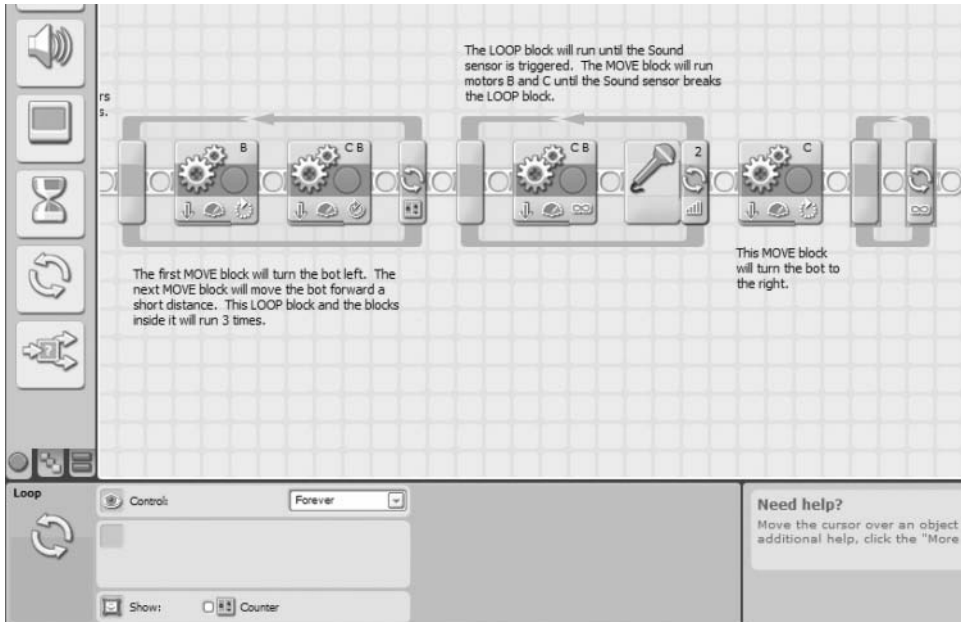 The LOOP block will run until the Sound
sensor is triggered. The MOVE block will run
motors B and C until the Sound sensor breaks
the LOOP block.
rs
s.
B
C B
C B
2
C
The first MOVE block will turn the bot left. The
next MOVE block will move the bot forward a
short distance. This LOOP block and the blocks
inside it will run 3 times.
This MOVE block
will turn the bot to
the right.
Loop
Control:
Forever
Show:
Counter
Need help?
Move the cursor over an object
additional help, click the "More